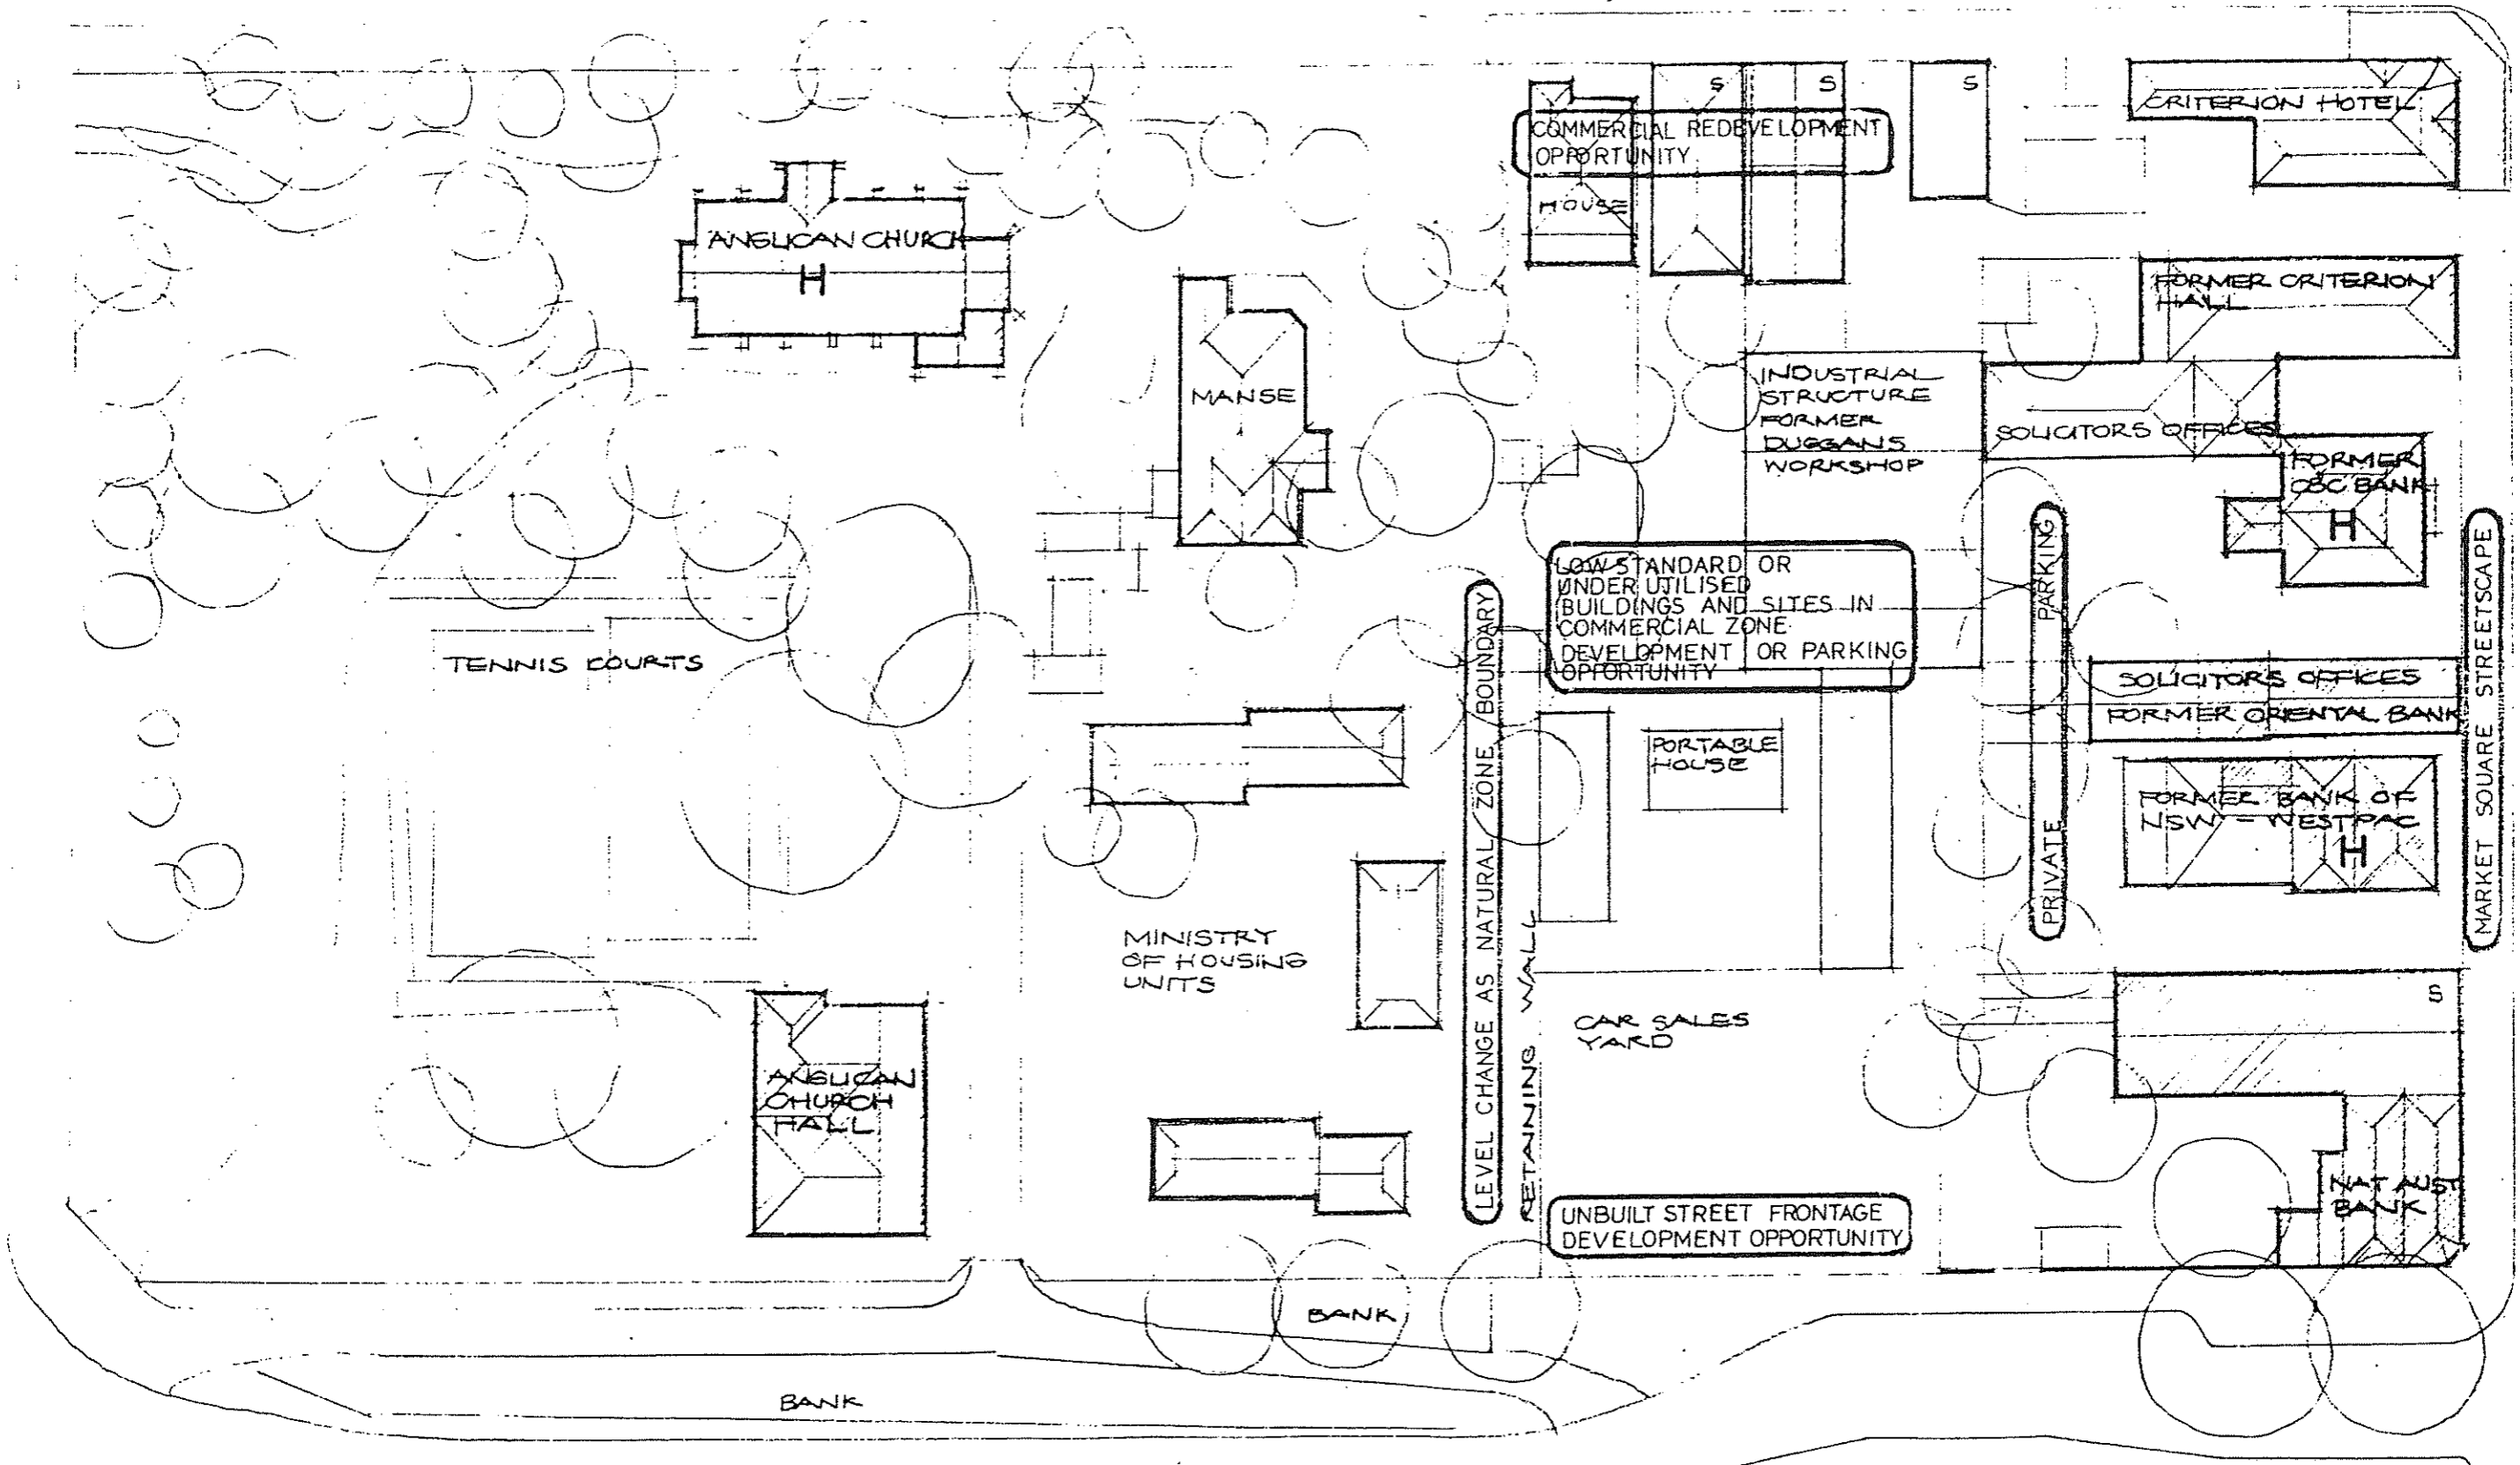 S
S
S
CRITERION HOTEL
COMMERCIAL REDEVELOPMENT
OPPORTUNITY
HOUSE
ANGLICAN CHURCH
H
FORMER CRITERION
HALL
MANSE
INDUSTRIAL
STRUCTURE
FORMER
DUGGANS
WORKSHOP
SOLICITORS OFFICES
FORMER
CBC BANK
H
LOW STANDARD OR
UNDER UTILISED
BUILDINGS AND SITES IN
COMMERCIAL ZONE
DEVELOPMENT OR PARKING
OPPORTUNITY
PRIVATE PARKING
MARKET SQUARE STREETSCAPE
TENNIS COURTS
LEVEL CHANGE AS NATURAL ZONE BOUNDARY
RETAINING WALL
SOLICITORS OFFICES
FORMER ORIENTAL BANK
PORTABLE
HOUSE
FORMER BANK OF
NSW = WESTPAC
H
MINISTRY
OF HOUSING
UNITS
S
CAR SALES
YARD
ANGLICAN
CHURCH
HALL
NAT AUST
BANK
UNBUILT STREET FRONTAGE
DEVELOPMENT OPPORTUNITY
BANK
BANK